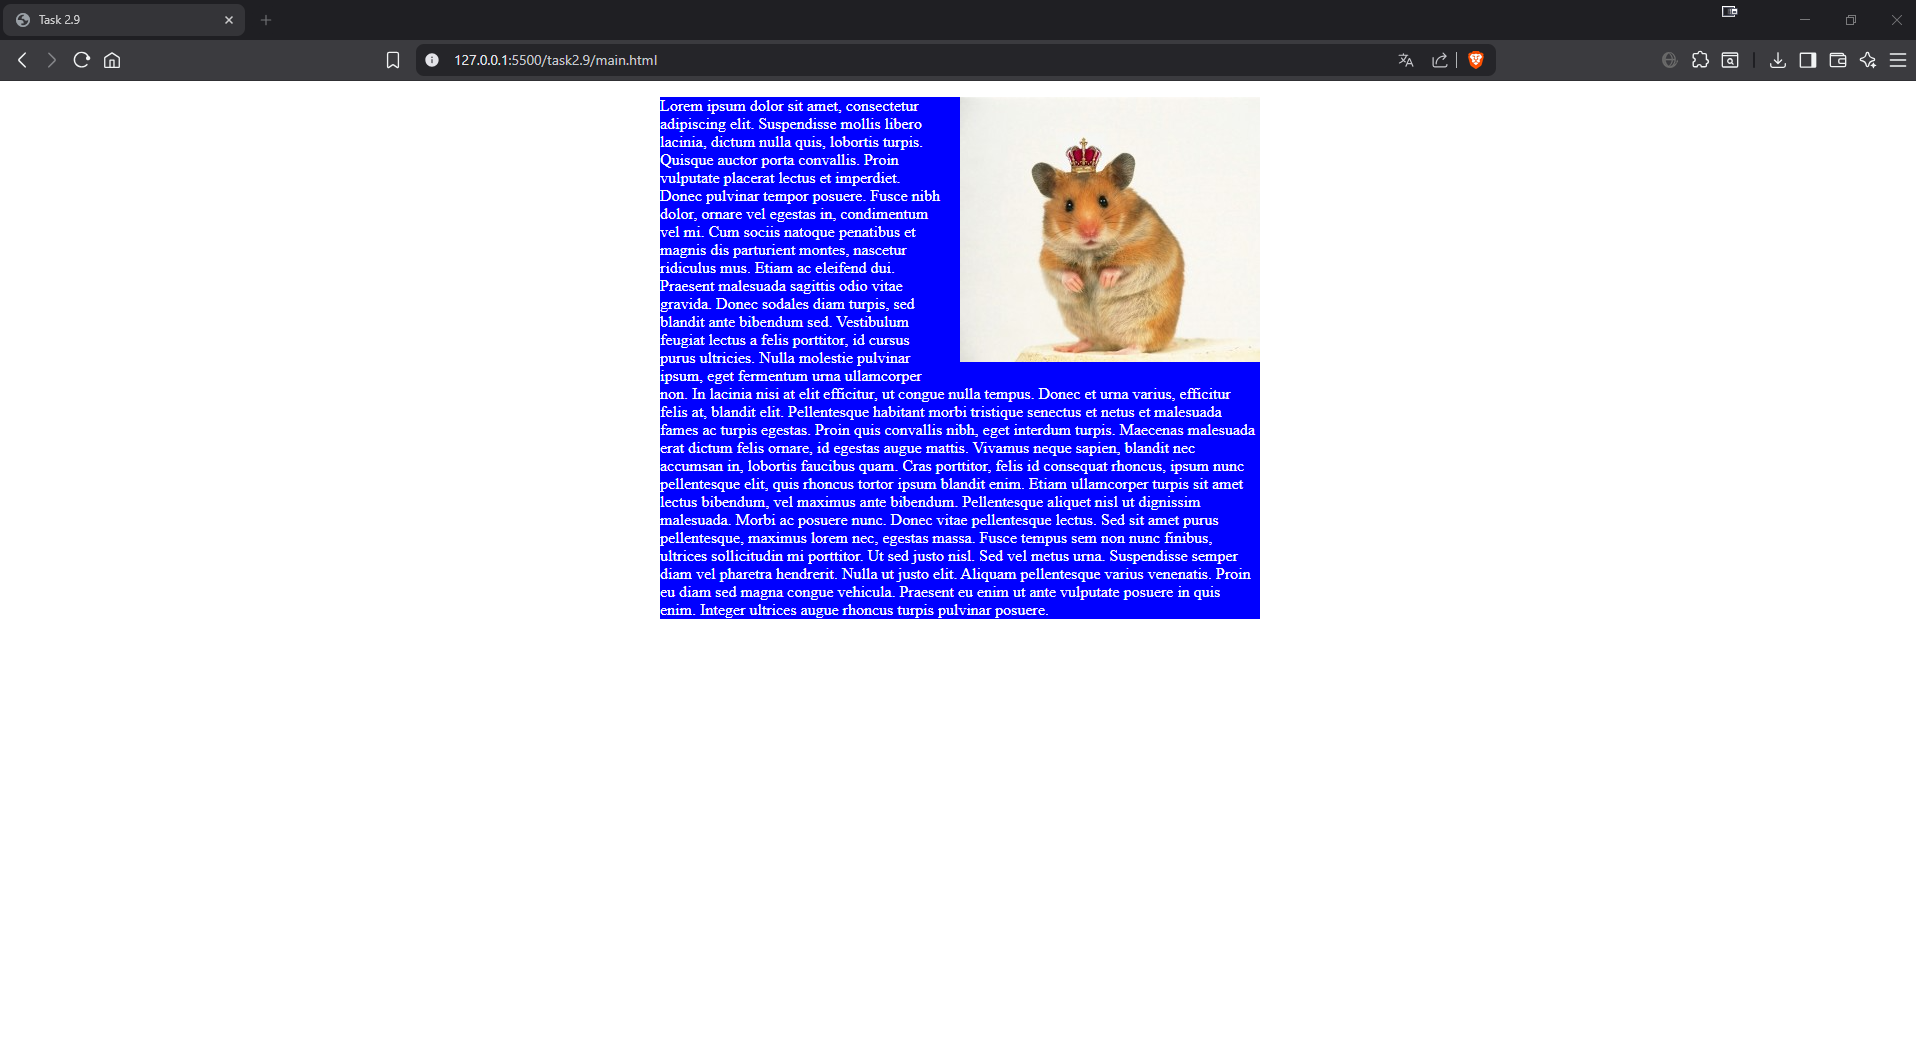 Task 2.9
127.0.0.1:5500/task2.9/main.html
Lorem ipsum dolor sit amet, consectetur
adipiscing elit. Suspendisse mollis libero
lacinia, dictum nulla quis, lobortis turpis.
Quisque auctor porta convallis. Proin
vulputate placerat lectus et imperdiet.
Donec pulvinar tempor posuere. Fusce nibh
dolor, ornare vel egestas in, condimentum
vel mi. Cum sociis natoque penatibus et
magnis dis parturient montes, nascetur
ridiculus mus. Etiam ac eleifend dui.
Praesent malesuada sagittis odio vitae
gravida. Donec sodales diam turpis, sed
blandit ante bibendum sed. Vestibulum
feugiat lectus a felis porttitor, id cursus
purus ultricies. Nulla molestie pulvinar
ipsum, eget fermentum urna ullamcorper
non. In lacinia nisi at elit efficitur, ut congue nulla tempus. Donec et urna varius, efficitur
felis at, blandit elit. Pellentesque habitant morbi tristique senectus et netus et malesuada
fames ac turpis egestas. Proin quis convallis nibh, eget interdum turpis. Maecenas malesuada
erat dictum felis ornare, id egestas augue mattis. Vivamus neque sapien, blandit nec
accumsan in, lobortis faucibus quam. Cras porttitor, felis id consequat rhoncus, ipsum nunc
pellentesque elit, quis rhoncus tortor ipsum blandit enim. Etiam ullamcorper turpis sit amet
lectus bibendum, vel maximus ante bibendum. Pellentesque aliquet nisl ut dignissim
malesuada. Morbi ac posuere nunc. Donec vitae pellentesque lectus. Sed sit amet purus
pellentesque, maximus lorem nec, egestas massa. Fusce tempus sem non nunc finibus,
ultrices sollicitudin mi porttitor. Ut sed justo nisl. Sed vel metus urna. Suspendisse semper
diam vel pharetra hendrerit. Nulla ut justo elit. Aliquam pellentesque varius venenatis. Proin
eu diam sed magna congue vehicula. Praesent eu enim ut ante vulputate posuere in quis
enim. Integer ultrices augue rhoncus turpis pulvinar posuere.